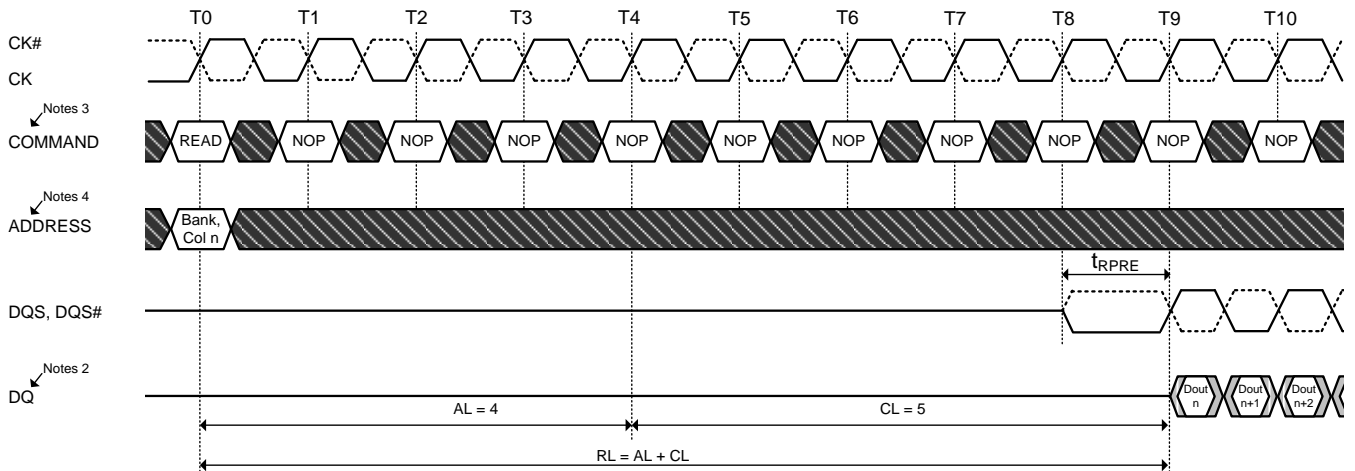 T0 T1 T2 T3 T4 T5 T6 T7 T8 T9 T10
CK#
CK
Notes 3
COMMAND READ NOP NOP NOP NOP NOP NOP NOP NOP NOP NOP
Notes 4
ADDRESS
Bank,
Col n
tRPRE
DQS, DQS#
Notes 2
DQ
Dout
n
Dout
n+1
Dout
n+2
AL = 4
CL = 5
RL = AL + CL